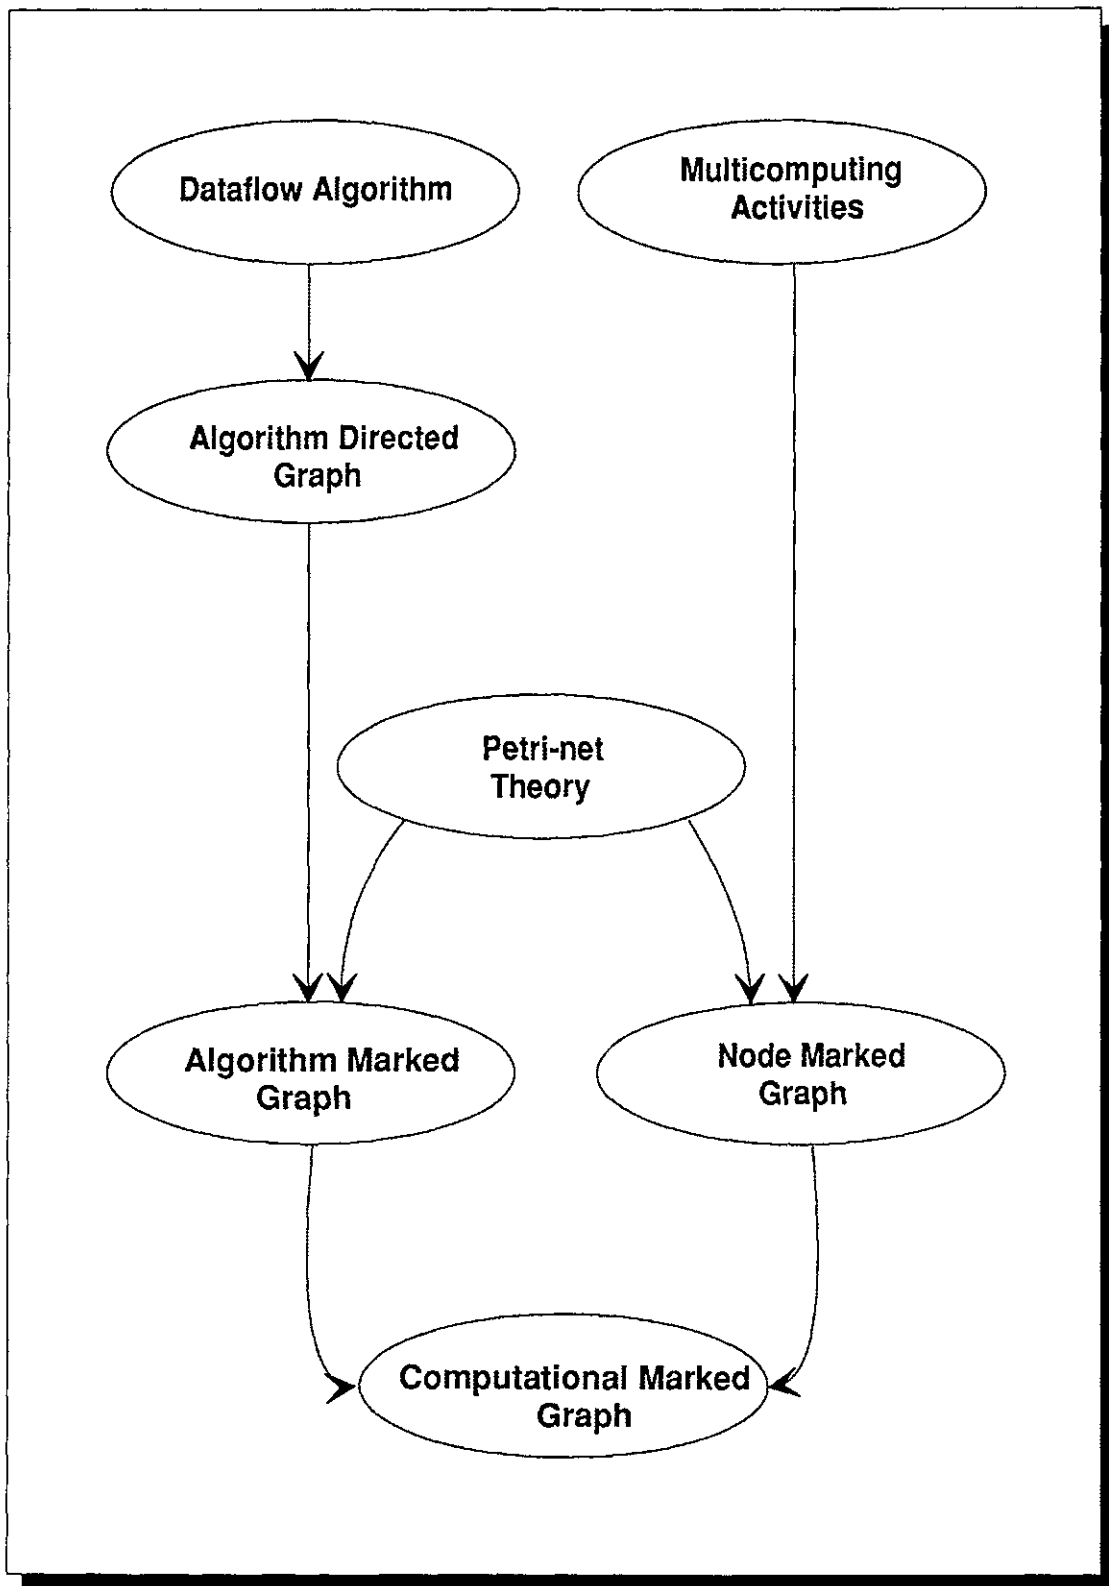 Dataflow Algorithm
Multicomputing
Activities
Algorithm Directed
Graph
Petri-net
Theory
Algorithm Marked
Graph
Node Marked
Graph
Computational Marked
Graph